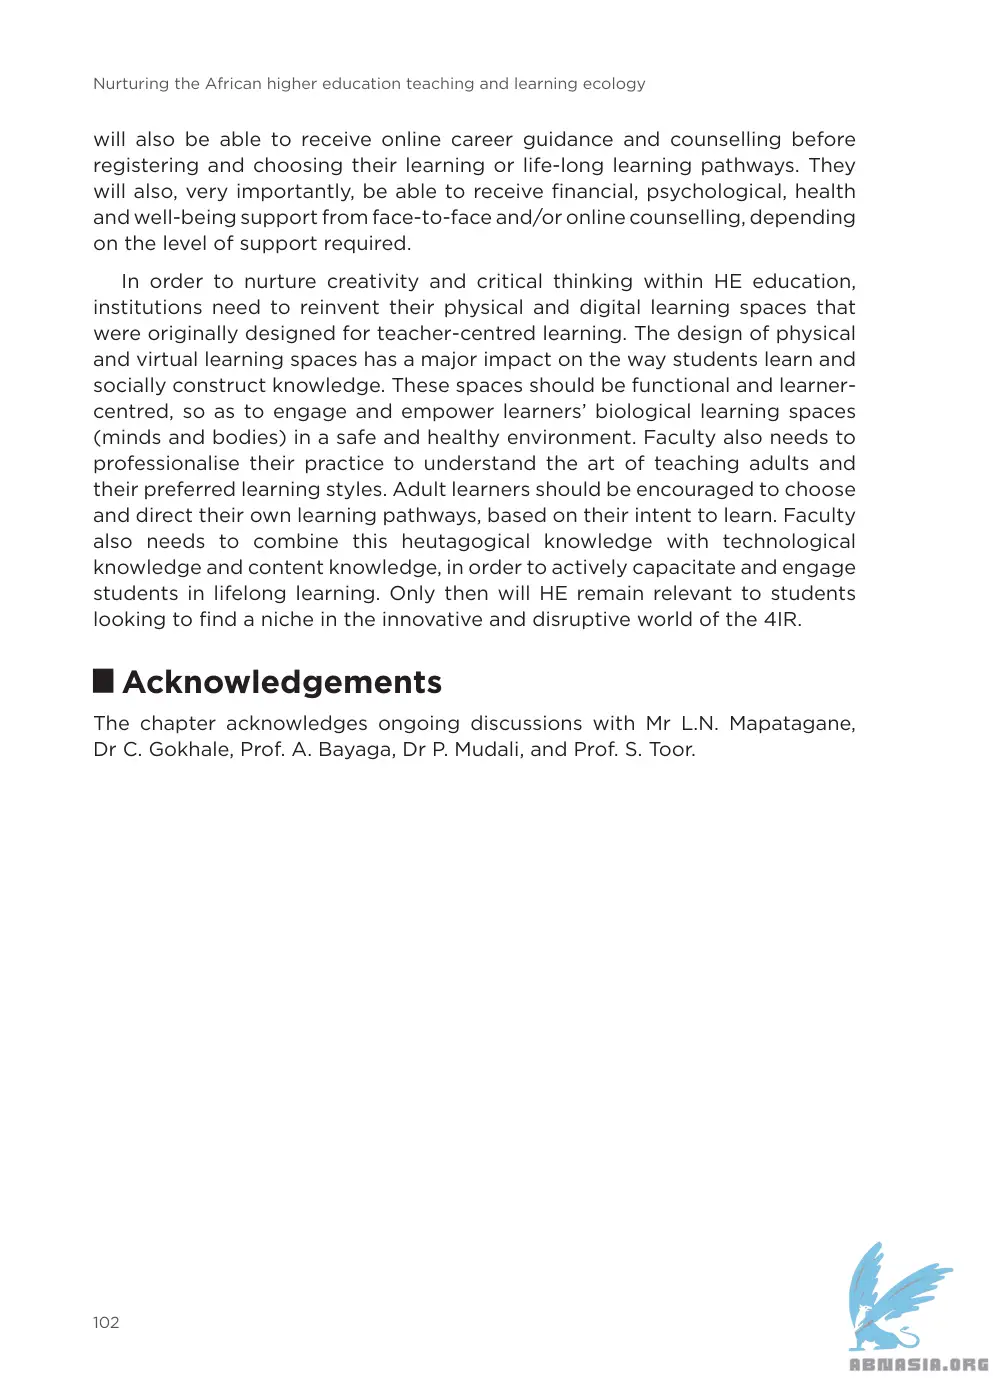 Nurturing the African higher education teaching and learning ecology
will also be able to receive online career guidance and counselling before
registering and choosing their learning or life-long learning pathways. They
will also, very importantly, be able to receive financial, psychological, health
and well-being support from face-to-face and/or online counselling, depending
on the level of support required.
In order to nurture creativity and critical thinking within HE education,
institutions need to reinvent their physical and digital learning spaces that
were originally designed for teacher-centred learning. The design of physical
and virtual learning spaces has a major impact on the way students learn and
socially construct knowledge. These spaces should be functional and learner-
centred, so as to engage and empower learners’ biological learning spaces
(minds and bodies) in a safe and healthy environment. Faculty also needs to
professionalise their practice to understand the art of teaching adults and
their preferred learning styles. Adult learners should be encouraged to choose
and direct their own learning pathways, based on their intent to learn. Faculty
also needs to combine this heutagogical knowledge with technological
knowledge and content knowledge, in order to actively capacitate and engage
students in lifelong learning. Only then will HE remain relevant to students
looking to find a niche in the innovative and disruptive world of the 4IR.
Acknowledgements
The chapter acknowledges ongoing discussions with Mr L.N. Mapatagane,
Dr C. Gokhale, Prof. A. Bayaga, Dr P. Mudali, and Prof. S. Toor.
102
ABNASIA.ORG